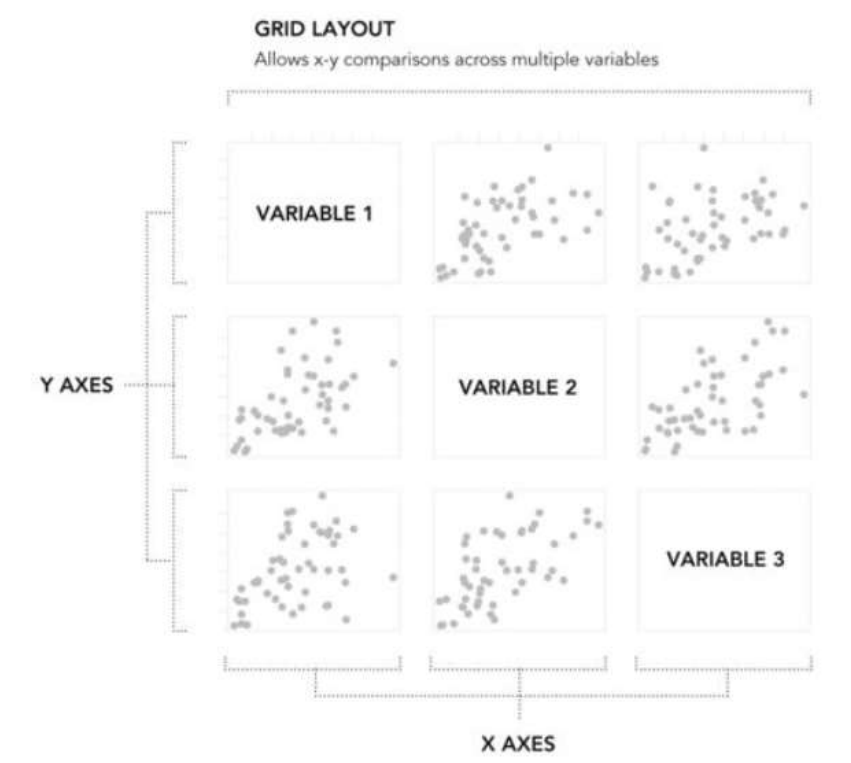 GRID LAYOUT
Allows x-y comparisons across multiple variables
VARIABLE 1
Y AXES
VARIABLE 2
VARIABLE 3
X AXES